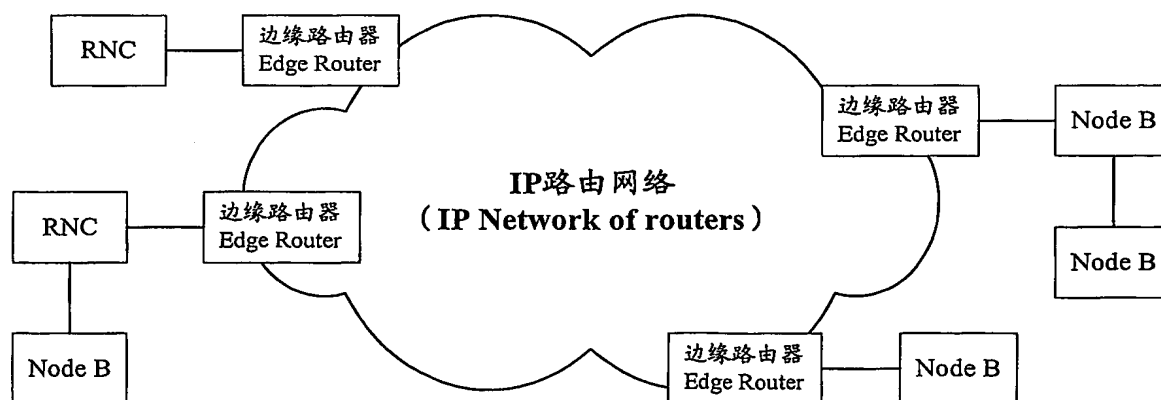 RNC
边缘路由器
Edge Router
边缘路由器
Edge Router
Node B
IP路由网络
（IP Network of routers）
RNC
边缘路由器
Edge Router
Node B
Node B
边缘路由器
Edge Router
Node B